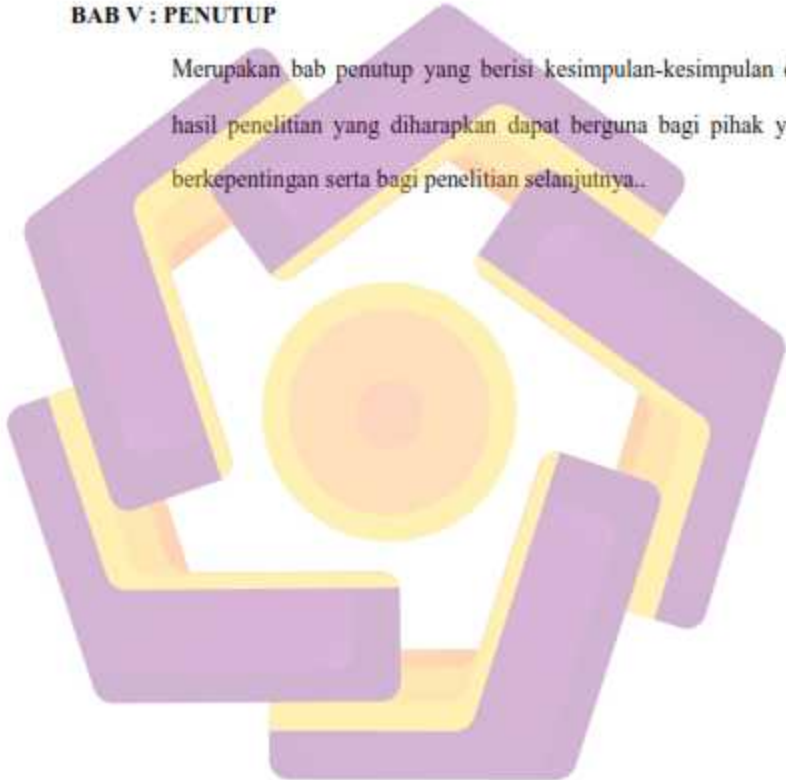 BAB V : PENUTUP
Merupakan bab penutup yang berisi kesimpulan-kesimpulan
hasil penelitian yang diharapkan dapat berguna bagi pihak
berkepentingan serta bagi penelitian selanjutnya..